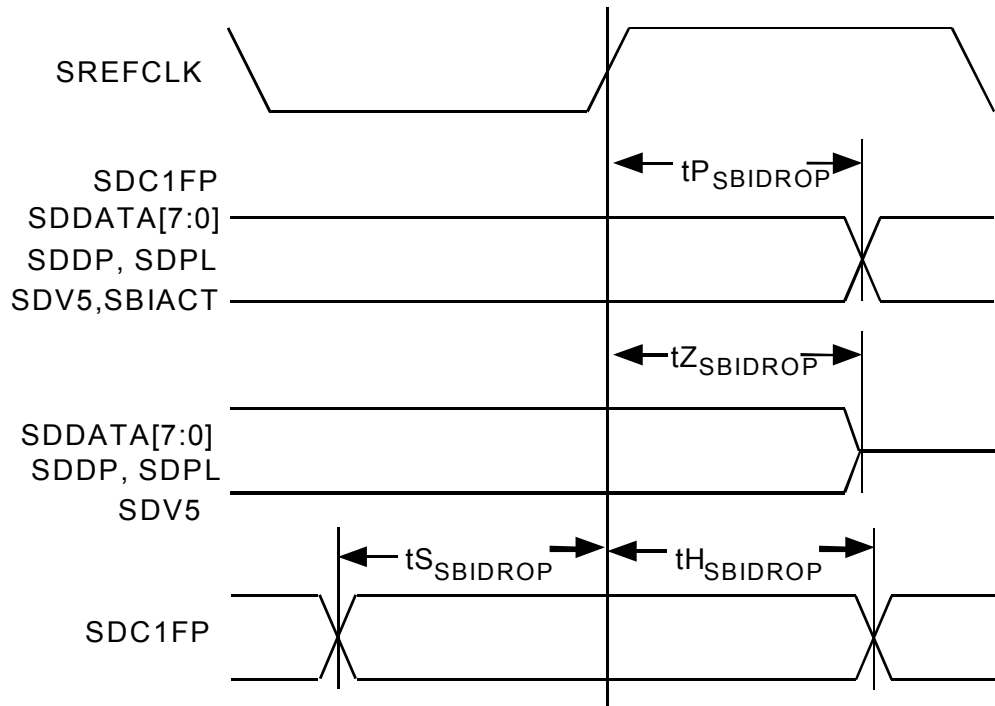 SREFCLK
tPSBIDROP
SDC1FP
SDDATA[7:0]
SDDP, SDPL
SDV5,SBIACT
tZSBIDROP
SDDATA[7:0]
SDDP, SDPL
SDV5
tSSBIDROP tHSBIDROP
SDC1FP